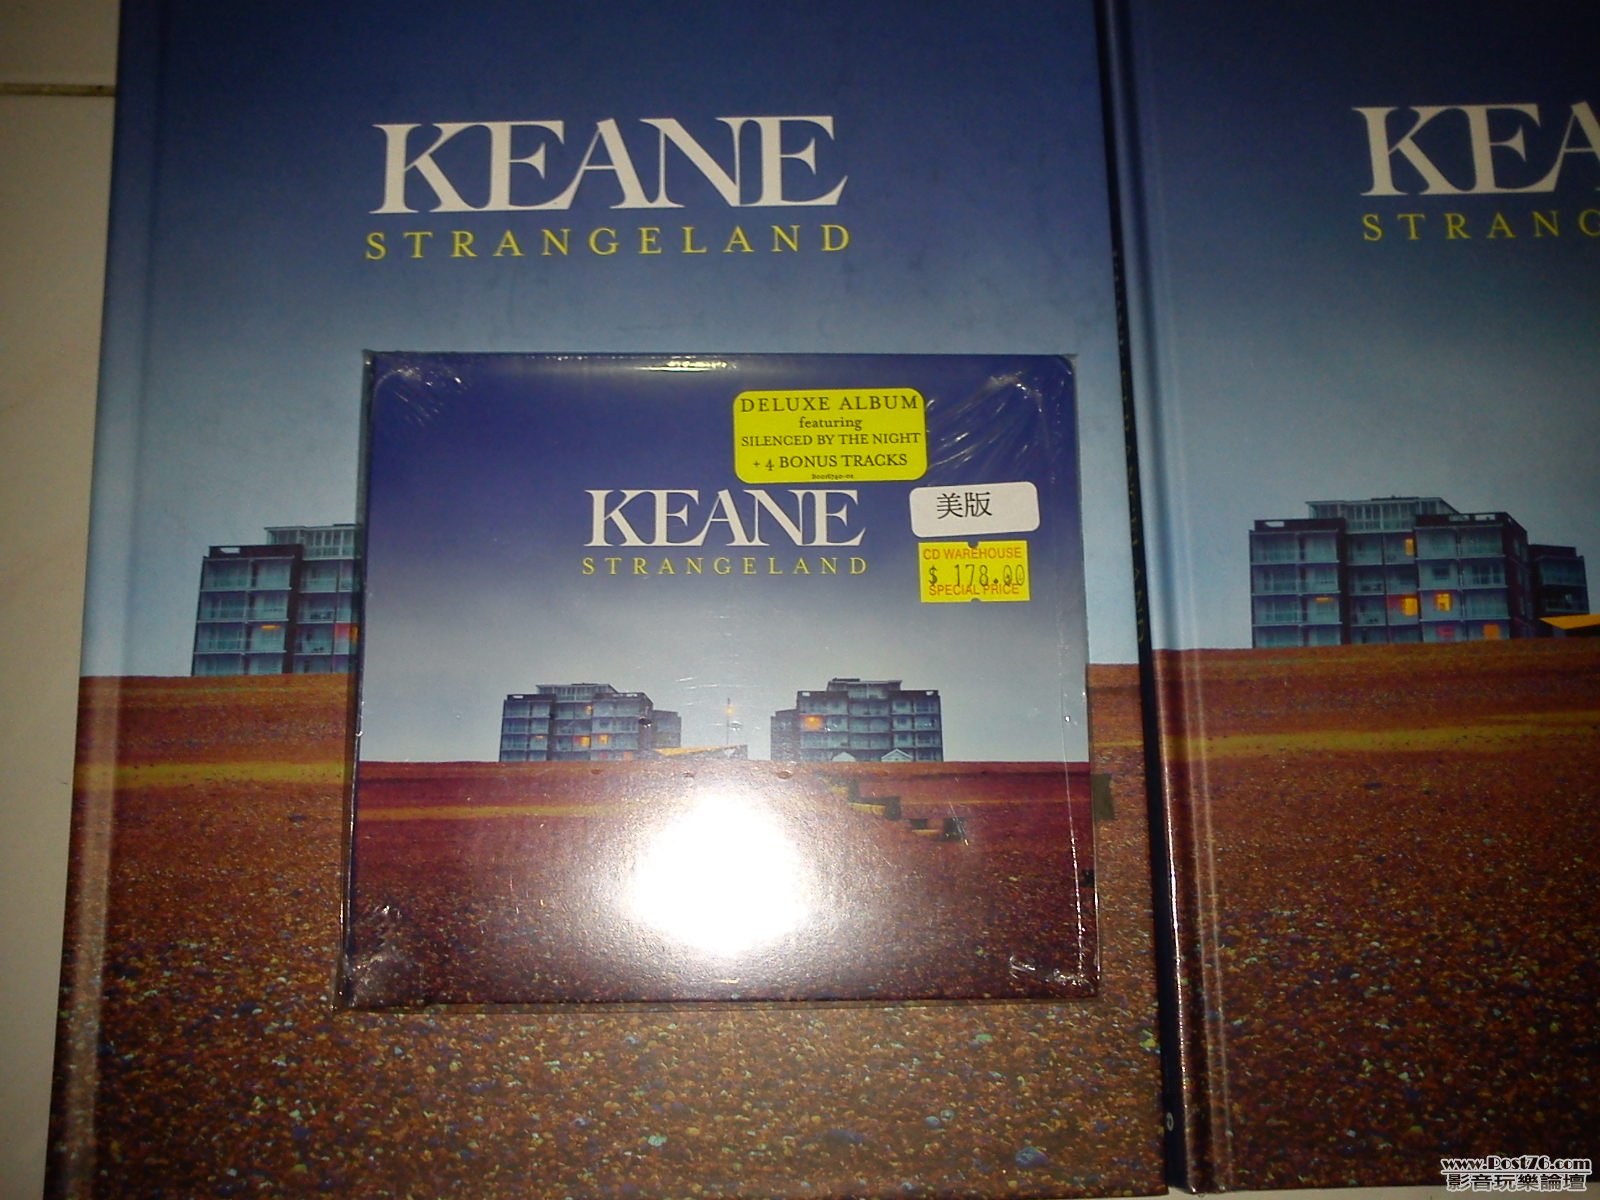 KEANE
STRANGELAND
KEA
STRANG
DELUXE ALBUM
featuring
SILENCED BY THE NIGHT
+ 4 BONUS TRACKS
KEANE
STRANGELAND
美版
CD WAREHOUSE
$ 178.00
SPECIAL PRICE
www.Post76.com
影音玩樂論壇